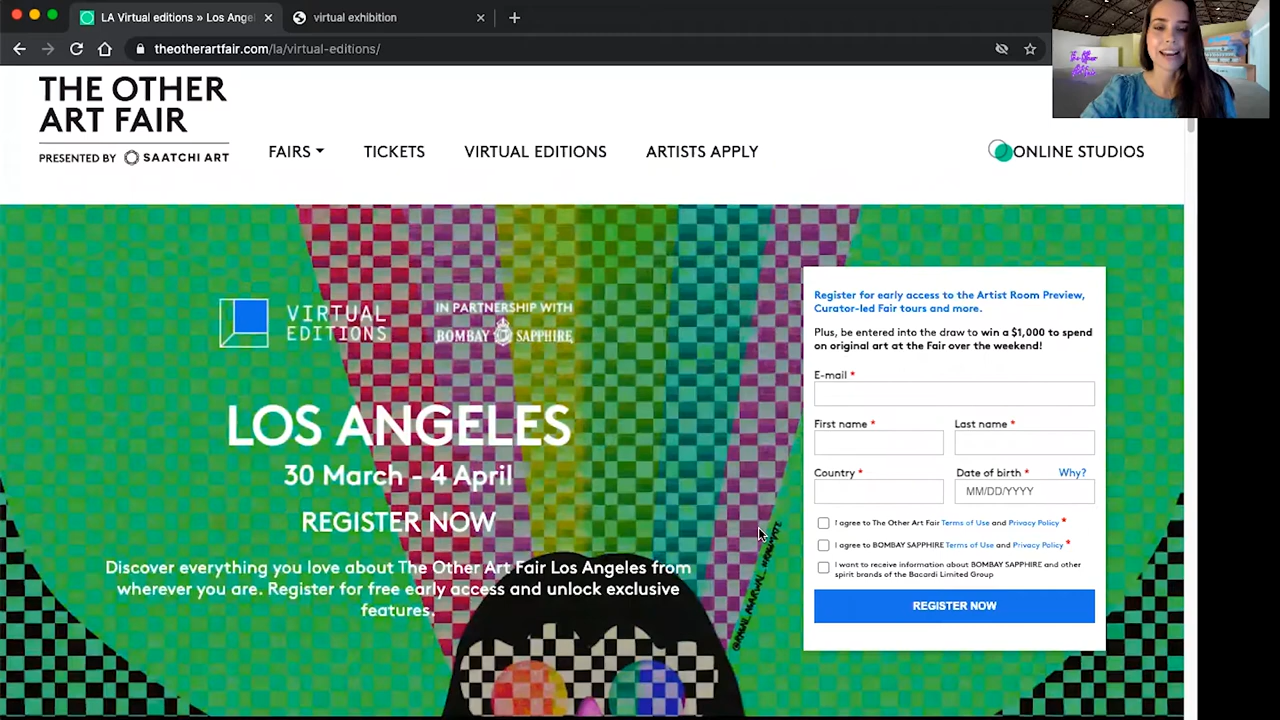 LA Virtual editions » Los Ange
virtual exhibition
theotherartfair.com/la/virtual-editions/
THE OTHER
ART FAIR
PRESENTED BY SAATCHI ART
FAIRS
TICKETS
VIRTUAL EDITIONS
ARTISTS APPLY
ONLINE STUDIOS
VIRTUAL
EDITIONS
IN PARTNERSHIP WITH
BOMBAY SAPPHIRE
LOS ANGELES
30 March - 4 April
REGISTER NOW
Discover everything you love about The Other Art Fair Los Angeles from
wherever you are. Register for free early access and unlock exclusive
features.
Register for early access to the Artist Room Preview,
Curator-led Fair tours and more.
Plus, be entered into the draw to win a $1,000 to spend
on original art at the Fair over the weekend!
E-mail *
First name *
Last name *
Country *
Date of birth *
Why?
MM/DD/YYYY
I agree to The Other Art Fair Terms of Use and Privacy Policy *
I agree to BOMBAY SAPPHIRE Terms of Use and Privacy Policy *
I want to receive information about BOMBAY SAPPHIRE and other
spirit brands of the Bacardi Limited Group
REGISTER NOW